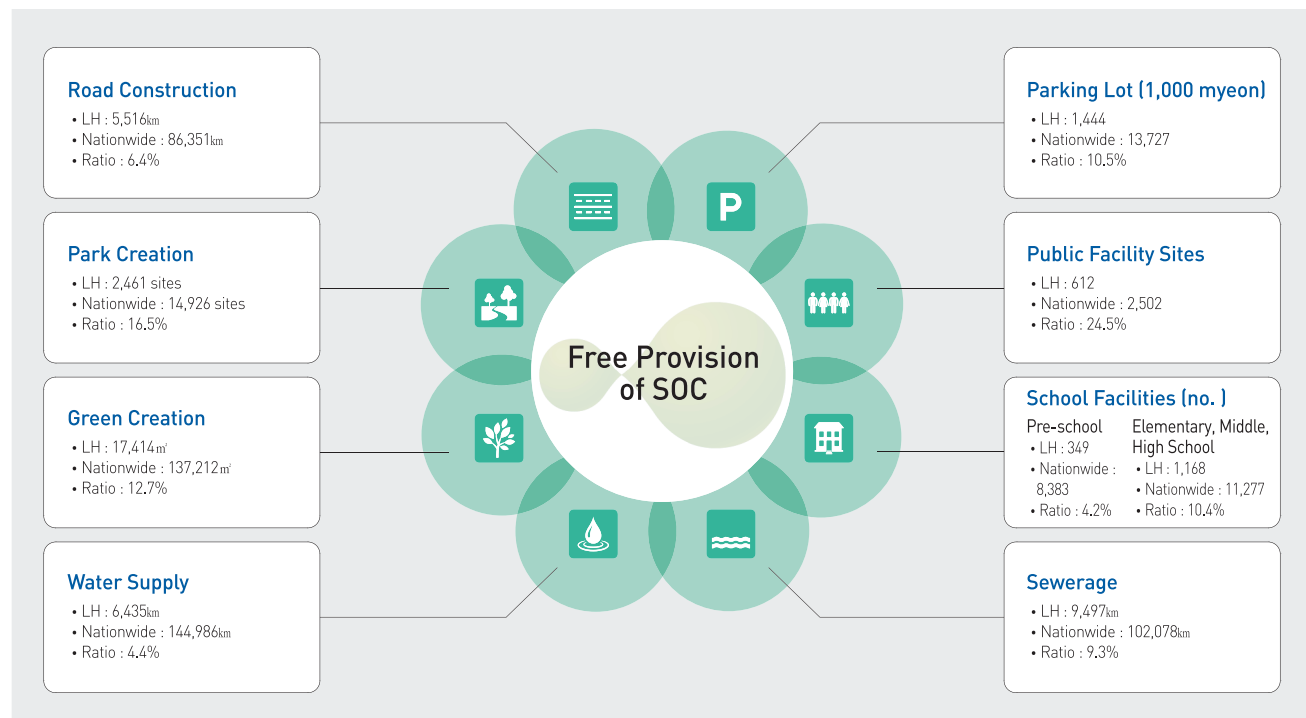 Road Construction
• LH : 5,516㎞
• Nationwide : 86,351㎞
• Ratio : 6.4%
Park Creation
• LH : 2,461 sites
• Nationwide : 14,926 sites
• Ratio : 16.5%
Green Creation
• LH : 17,414㎡
• Nationwide : 137,212㎡
• Ratio : 12.7%
Water Supply
• LH : 6,435㎞
• Nationwide : 144,986㎞
• Ratio : 4.4%
P
Free Provision
of SOC
Parking Lot (1,000 myeon)
• LH : 1,444
• Nationwide : 13,727
• Ratio : 10.5%
Public Facility Sites
• LH : 612
• Nationwide : 2,502
• Ratio : 24.5%
School Facilities (no. )
Pre-school
• LH : 349
• Nationwide :
8,383
• Ratio : 4.2%
Elementary, Middle,
High School
• LH : 1,168
• Nationwide : 11,277
• Ratio : 10.4%
Sewerage
• LH : 9,497㎞
• Nationwide : 102,078㎞
• Ratio : 9.3%